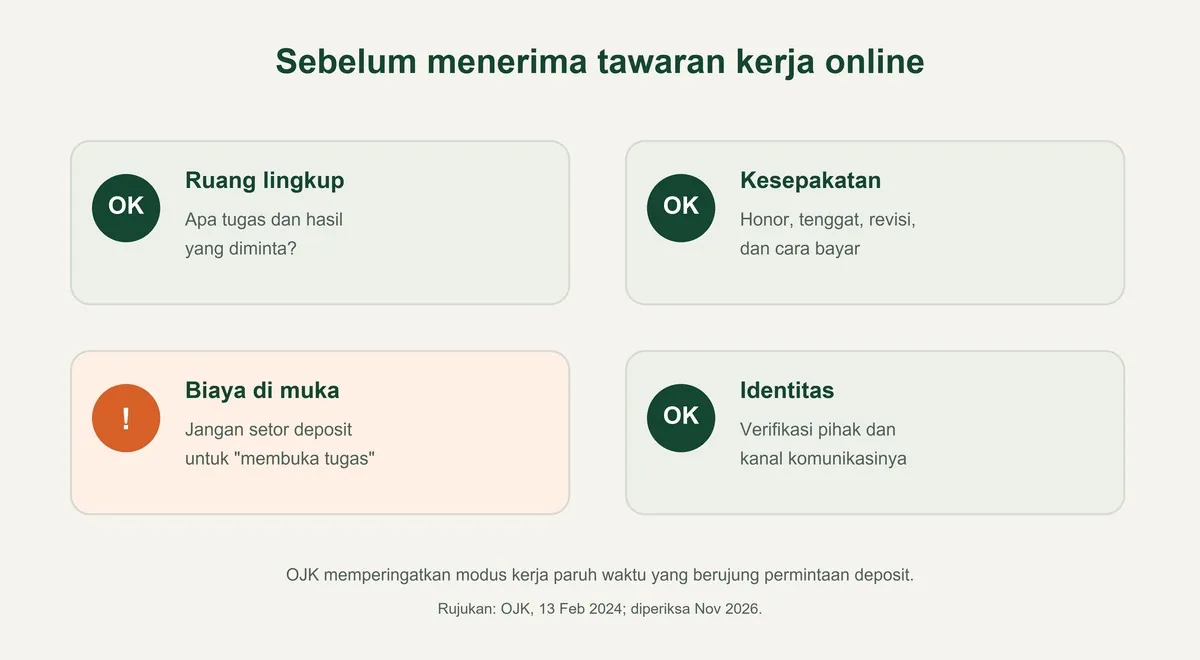 Sebelum menerima tawaran kerja online
OK
Ruang lingkup
Apa tugas dan hasil
yang diminta?
OK
Kesepakatan
Honor, tenggat, revisi,
dan cara bayar
!
Biaya di muka
Jangan setor deposit
untuk "membuka tugas"
OK
Identitas
Verifikasi pihak dan
kanal komunikasinya
OJK memperingatkan modus kerja paruh waktu yang berujung permintaan deposit.
Rujukan: OJK, 13 Feb 2024; diperiksa Nov 2026.